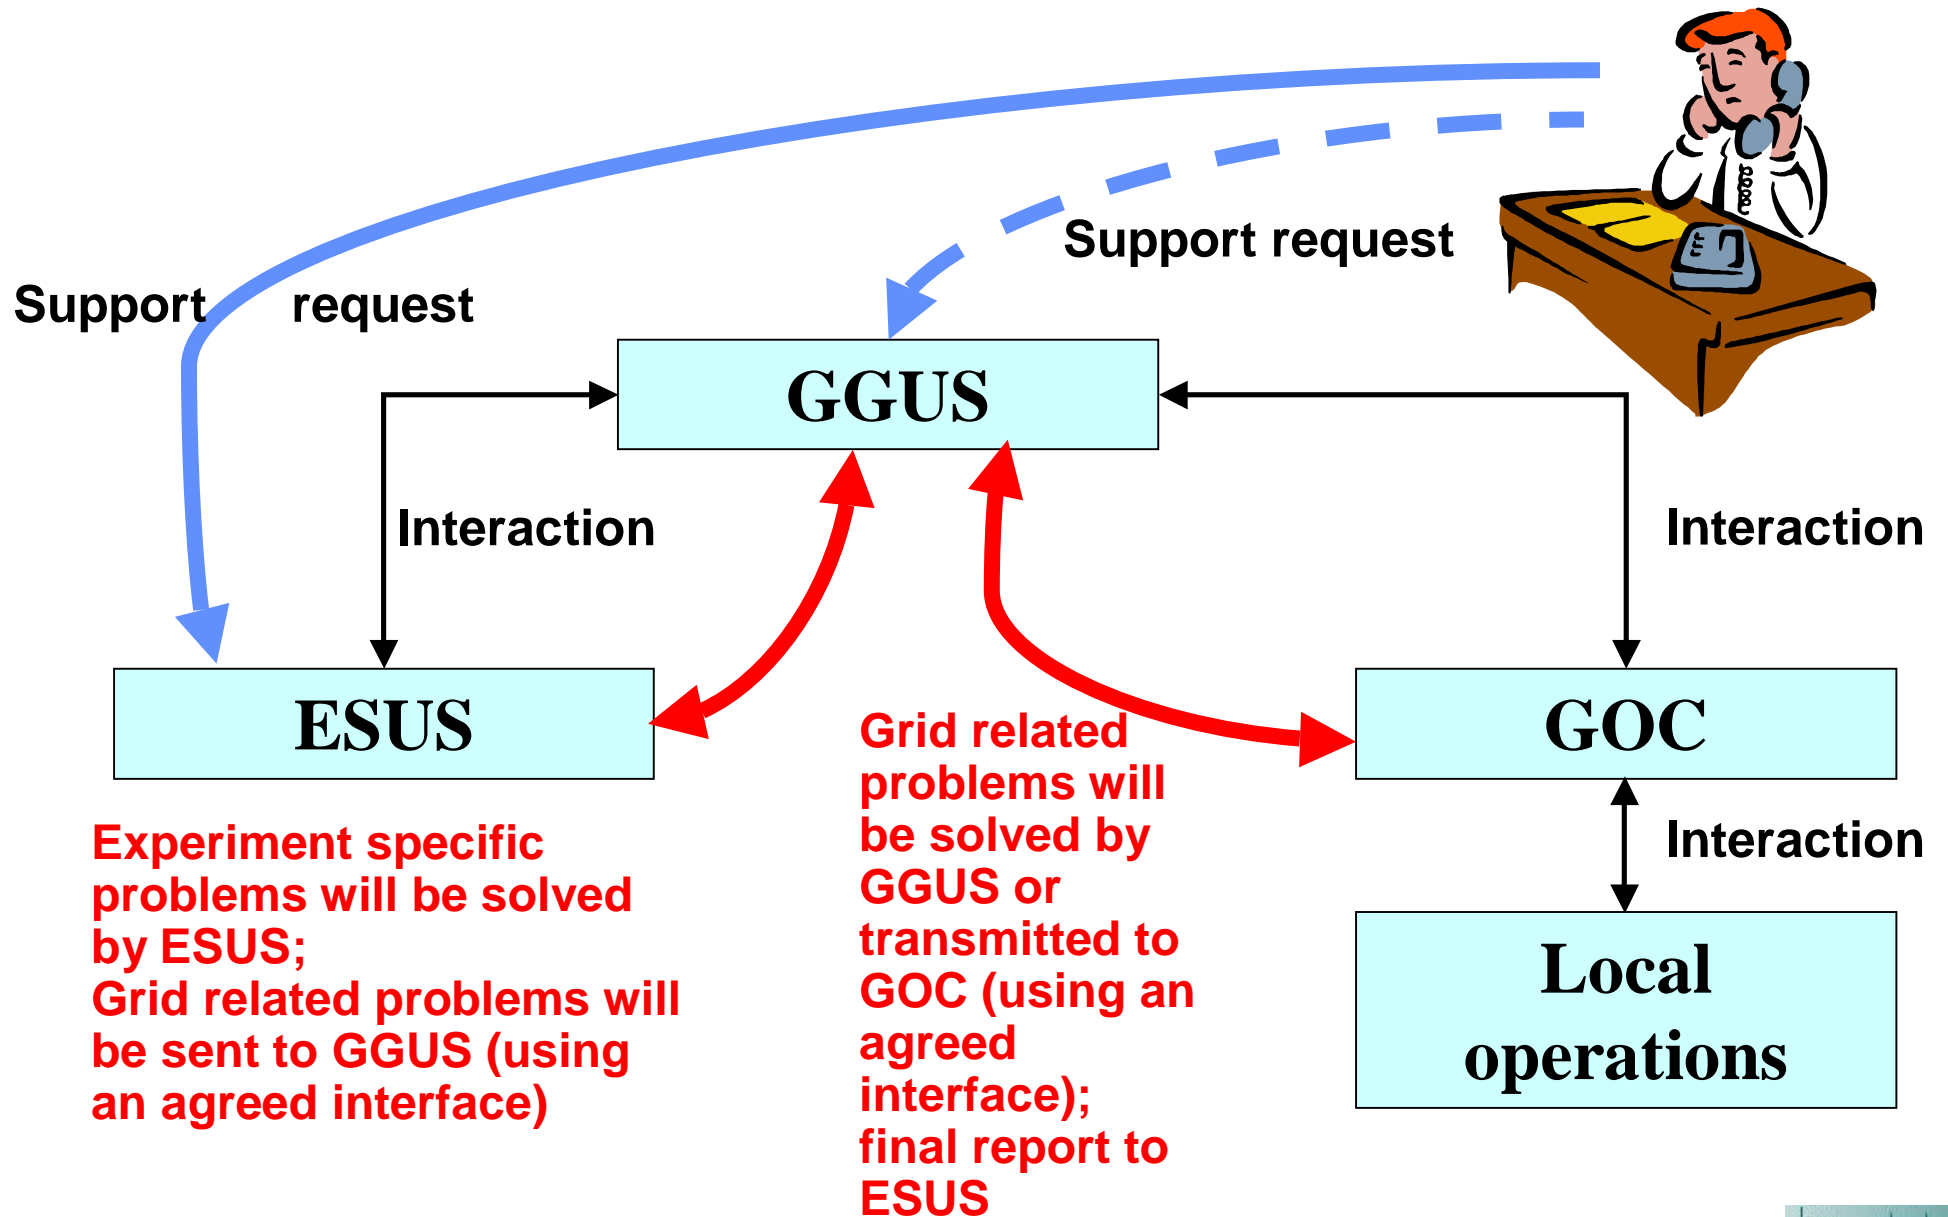 Support request
Support request
GGUS
Interaction
Interaction
ESUS
GOC
Experiment specific
problems will be solved
by ESUS;
Grid related problems will
be sent to GGUS (using
an agreed interface)
Grid related
problems will
be solved by
GGUS or
transmitted to
GOC (using an
agreed
interface);
final report to
ESUS
Interaction
Local
operations